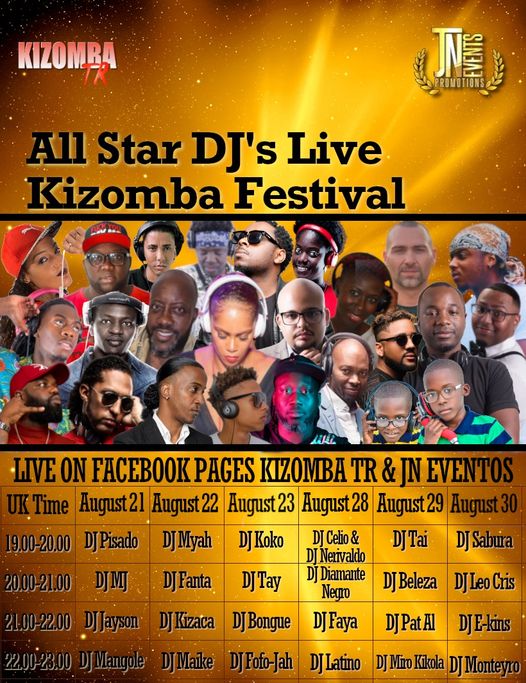 KIZOMBA
TR
JN
EVENTS
PROMOTIONS
All Star DJ's Live
Kizomba Festival
LIVE ON FACEBOOK PAGES KIZOMBA TR & JN EVENTOS
UK Time August 21 August 22 August 23 August 28 August 29 August 30
19.00-20.00 DJ Pisado DJ Myah DJ Koko DJ Celio & DJ Nerivaldo DJ Tai DJ Sabura
20.00-21.00 DJ MJ DJ Fanta DJ Tay DJ Diamante Negro DJ Beleza DJ Leo Cris
21.00-22.00 DJ Jayson DJ Kizaca DJ Bongue DJ Faya DJ Pat Al DJ E-kins
22.00-23.00 DJ Mangole DJ Maike DJ Fofo-Jah DJ Latino DJ Miro Kikola DJ Monteyro